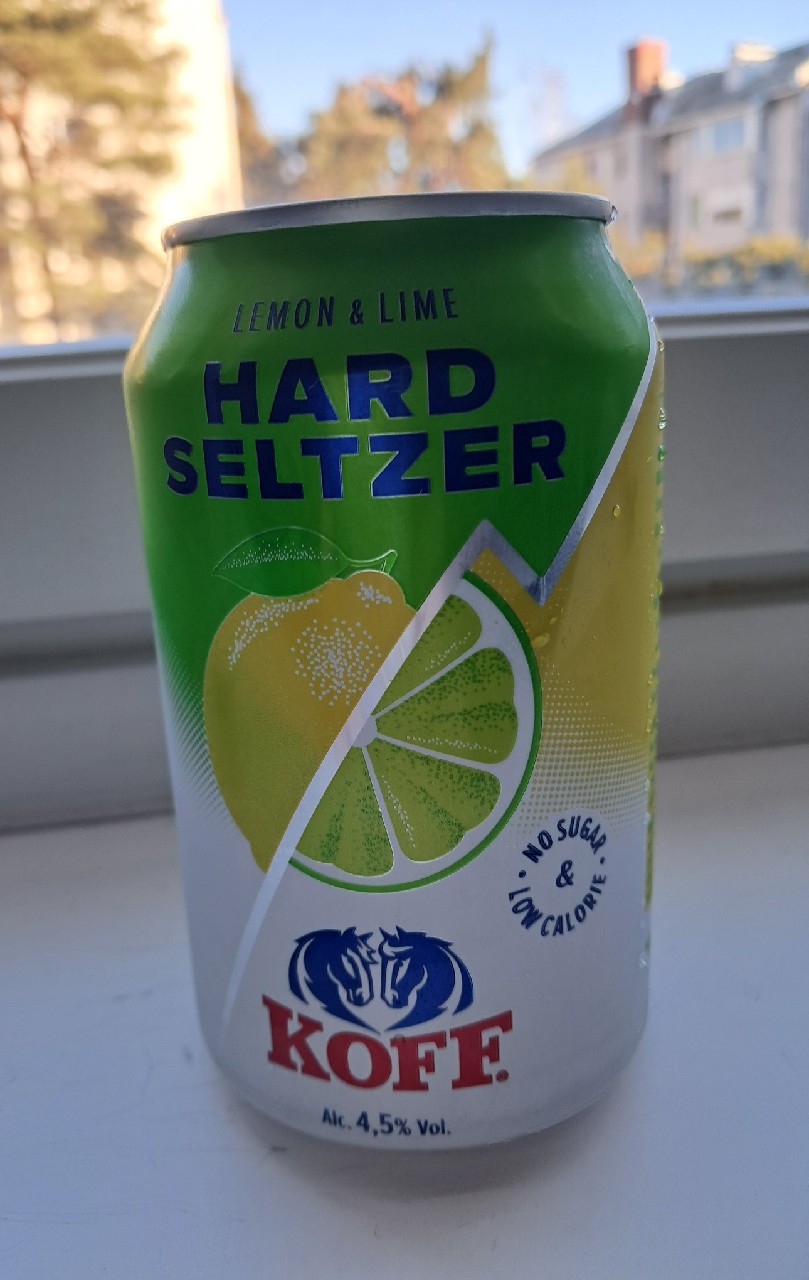 LEMON & LIME
HARD
SELTZER
NO SUGAR
&
LOW CALORIE
KOFF.
Alc. 4,5% Vol.